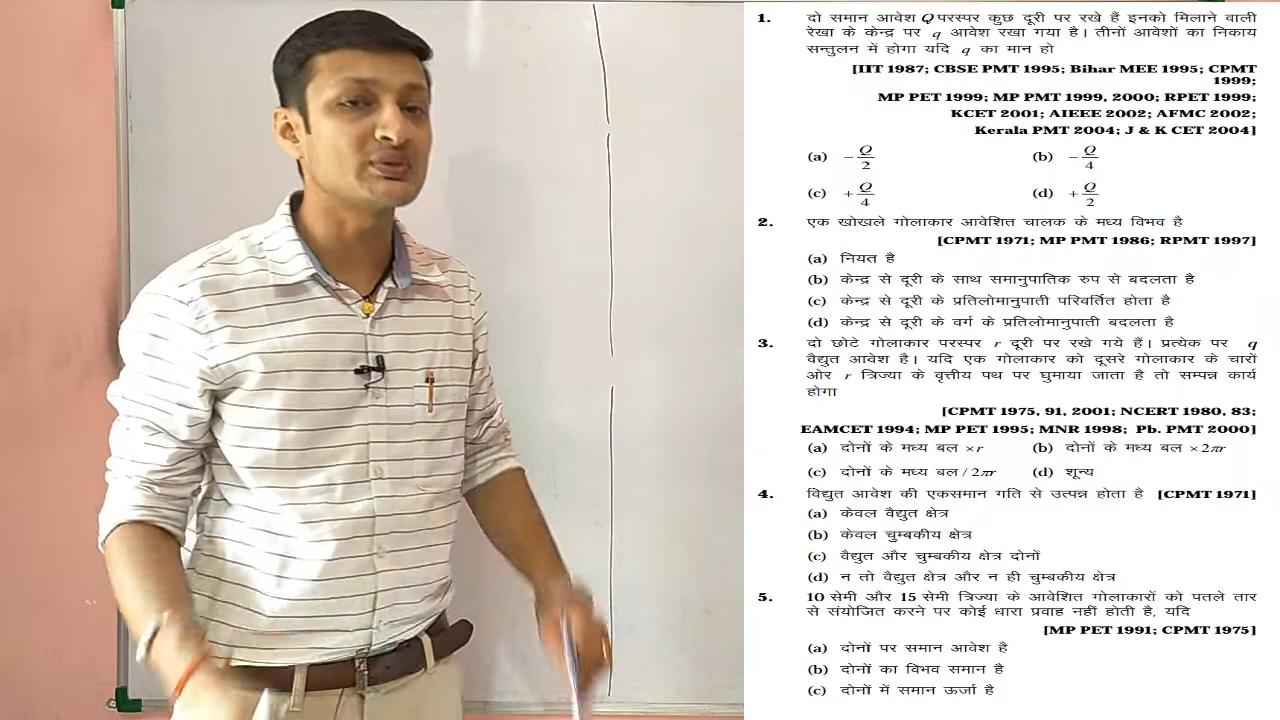 1. दो समान आवेश Q परस्पर कुछ दूरी पर रखे हैं इनको मिलाने वाली
रेखा के केन्द्र पर q आवेश रखा गया है। तीनों आवेशों का निकाय
सन्तुलन में होगा यदि q का मान हो
[IIT 1987; CBSE PMT 1995; Bihar MEE 1995; CPMT
1999;
MP PET 1999; MP PMT 1999, 2000; RPET 1999;
KCET 2001; AIEEE 2002; AFMC 2002;
Kerala PMT 2004; J & K CET 2004]
(a) −Q/2 (b) −Q/4
(c) +Q/4 (d) +Q/2
2. एक खोखले गोलाकार आवेशित चालक के मध्य विभव है
[CPMT 1971; MP PMT 1986; RPMT 1997]
(a) नियत है
(b) केन्द्र से दूरी के साथ समानुपातिक रुप से बदलता है
(c) केन्द्र से दूरी के प्रतिलोमानुपाती परिवर्तित होता है
(d) केन्द्र से दूरी के वर्ग के प्रतिलोमानुपाती बदलता है
3. दो छोटे गोलाकार परस्पर r दूरी पर रखे गये हैं। प्रत्येक पर q
वैद्युत आवेश है। यदि एक गोलाकार को दूसरे गोलाकार के चारों
ओर r त्रिज्या के वृत्तीय पथ पर घुमाया जाता है तो सम्पन्न कार्य
होगा
[CPMT 1975, 91, 2001; NCERT 1980, 83;
EAMCET 1994; MP PET 1995; MNR 1998; Pb. PMT 2000]
(a) दोनों के मध्य बल ×r (b) दोनों के मध्य बल ×2πr
(c) दोनों के मध्य बल / 2πr (d) शून्य
4. विद्युत आवेश की एकसमान गति से उत्पन्न होता है [CPMT 1971]
(a) केवल वैद्युत क्षेत्र
(b) केवल चुम्बकीय क्षेत्र
(c) वैद्युत और चुम्बकीय क्षेत्र दोनों
(d) न तो वैद्युत क्षेत्र और न ही चुम्बकीय क्षेत्र
5. 10 सेमी और 15 सेमी त्रिज्या के आवेशित गोलाकारों को पतले तार
से संयोजित करने पर कोई धारा प्रवाह नहीं होती है, यदि
[MP PET 1991; CPMT 1975]
(a) दोनों पर समान आवेश है
(b) दोनों का विभव समान है
(c) दोनों में समान ऊर्जा है